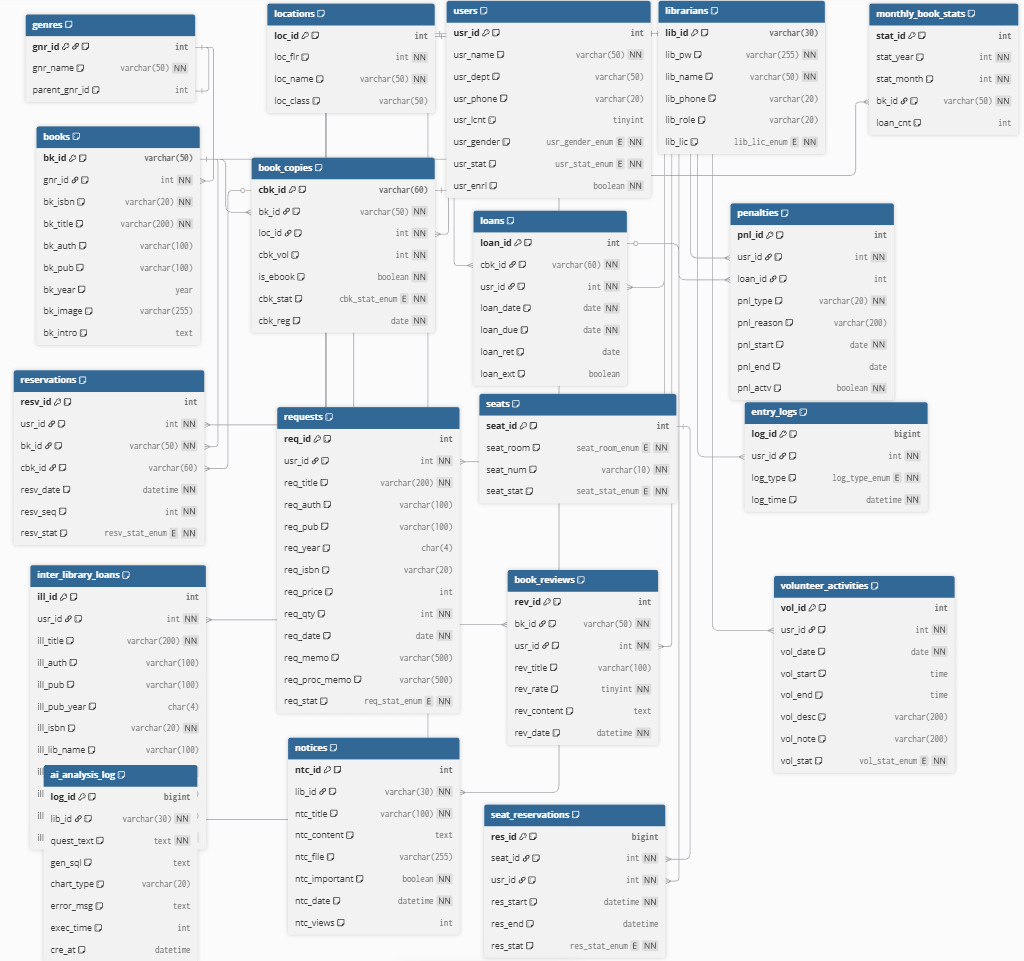 genres
gnr_id int
gnr_name varchar(50) NN
parent_gnr_id int
locations
loc_id int
loc_flr int NN
loc_name varchar(50) NN
loc_class varchar(50)
users
usr_id int
usr_name varchar(50) NN
usr_dept varchar(50)
usr_phone varchar(20)
usr_lcnt tinyint
usr_gender usr_gender_enum E NN
usr_stat usr_stat_enum E NN
usr_enrl boolean NN
librarians
lib_id varchar(30)
lib_pw varchar(255) NN
lib_name varchar(50) NN
lib_phone varchar(20)
lib_role varchar(20)
lib_lic lib_lic_enum E NN
monthly_book_stats
stat_id int
stat_year int NN
stat_month int NN
bk_id varchar(50) NN
loan_cnt int
books
bk_id varchar(50)
gnr_id int NN
bk_isbn varchar(20) NN
bk_title varchar(200) NN
bk_auth varchar(100)
bk_pub varchar(100)
bk_year year
bk_image varchar(255)
bk_intro text
book_copies
cbk_id varchar(60)
bk_id varchar(50) NN
loc_id int NN
cbk_vol int NN
is_ebook boolean NN
cbk_stat cbk_stat_enum E NN
cbk_reg date NN
loans
loan_id int
cbk_id varchar(60) NN
usr_id int NN
loan_date date NN
loan_due date NN
loan_ret date
loan_ext boolean
penalties
pnl_id int
usr_id int NN
loan_id int
pnl_type varchar(20) NN
pnl_reason varchar(200)
pnl_start date NN
pnl_end date
pnl_actv boolean NN
reservations
resv_id int
usr_id int NN
bk_id varchar(50) NN
cbk_id varchar(60)
resv_date datetime NN
resv_seq int NN
resv_stat resv_stat_enum E NN
requests
req_id int
usr_id int NN
req_title varchar(200) NN
req_auth varchar(100)
req_pub varchar(100)
req_year char(4)
req_isbn varchar(20)
req_price int
req_qty int NN
req_date date NN
req_memo varchar(500)
req_proc_memo varchar(500)
req_stat req_stat_enum E NN
seats
seat_id int
seat_room seat_room_enum E NN
seat_num varchar(10) NN
seat_stat seat_stat_enum E NN
entry_logs
log_id bigint
usr_id int NN
log_type log_type_enum E NN
log_time datetime NN
inter_library_loans
ill_id int
usr_id int NN
ill_title varchar(200) NN
ill_auth varchar(100)
ill_pub varchar(100)
ill_pub_year char(4)
ill_isbn varchar(20) NN
ill_lib_name varchar(100)
ill
ill
ill
ai_analysis_log
log_id bigint
lib_id varchar(30) NN
quest_text text NN
gen_sql text
chart_type varchar(20)
error_msg text
exec_time int
cre_at datetime
book_reviews
rev_id int
bk_id varchar(50) NN
usr_id int NN
rev_title varchar(100)
rev_rate tinyint NN
rev_content text
rev_date datetime NN
volunteer_activities
vol_id int
usr_id int NN
vol_date date NN
vol_start time
vol_end time
vol_desc varchar(200)
vol_note varchar(200)
vol_stat vol_stat_enum E NN
notices
ntc_id int
lib_id varchar(30) NN
ntc_title varchar(100) NN
ntc_content text
ntc_file varchar(255)
ntc_important boolean NN
ntc_date datetime NN
ntc_views int
seat_reservations
res_id bigint
seat_id int NN
usr_id int NN
res_start datetime NN
res_end datetime
res_stat res_stat_enum E NN